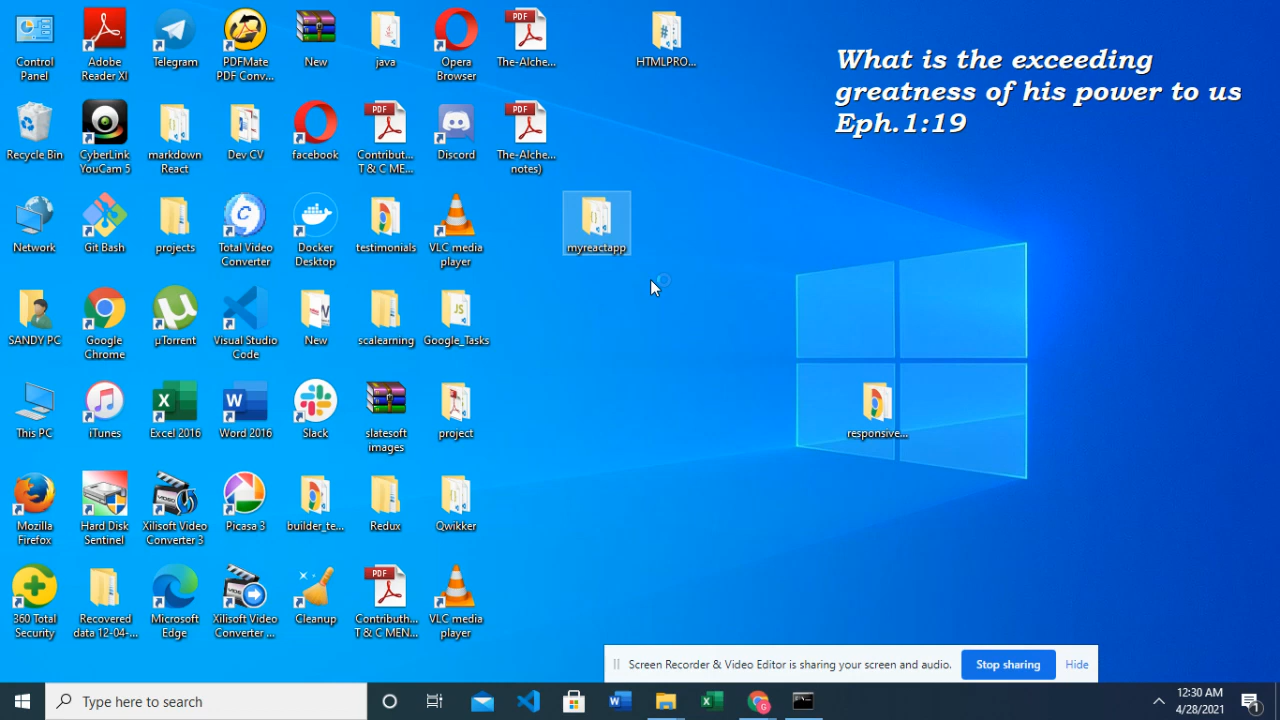 What is the exceeding
greatness of his power to us
Eph.1:19
Control
Panel
Adobe
Reader XI
Telegram
PDFMate
PDF Conv...
New
java
Opera
Browser
PDF
The-Alche...
HTMLPRO...
Recycle Bin
CyberLink
YouCam 5
markdown
React
Dev CV
facebook
PDF
Contribut...
T & C ME...
Discord
PDF
The-Alche...
notes)
Network
Git Bash
projects
Total Video
Converter
Docker
Desktop
testimonials
VLC media
player
myreactapp
SANDY PC
Google
Chrome
µTorrent
Visual Studio
Code
New
scalearning
JS
Google_Tasks
This PC
iTunes
Excel 2016
Word 2016
Slack
slatesoft
images
project
responsive...
Mozilla
Firefox
Hard Disk
Sentinel
Xilisoft Video
Converter 3
Picasa 3
builder_te...
Redux
Qwikker
360 Total
Security
Recovered
data 12-04-...
Microsoft
Edge
Xilisoft Video
Converter ...
Cleanup
PDF
Contributh...
T & C MEN...
VLC media
player
Screen Recorder & Video Editor is sharing your screen and audio.
Stop sharing
Hide
Type here to search
12:30 AM
4/28/2021
1